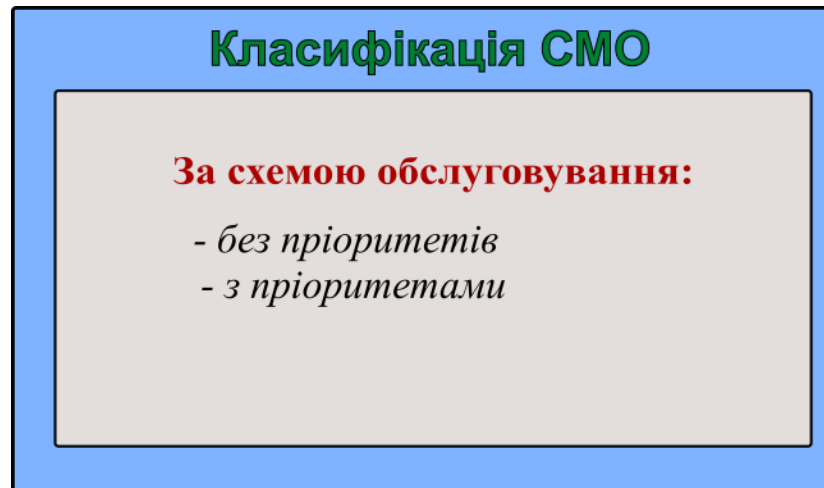 Класифікація СМО
За схемою обслуговування:
- без пріоритетів
- з пріоритетами